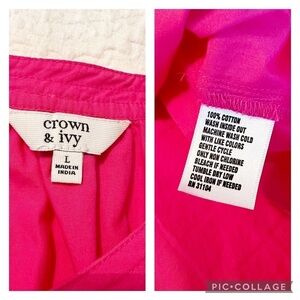 crown
& ivy
L
MADE IN
INDIA
100% COTTON
WASH INSIDE OUT
MACHINE WASH COLD
WITH LIKE COLORS
GENTLE CYCLE
ONLY NON CHLORINE
BLEACH IF NEEDED
TUMBLE DRY LOW
COOL IRON IF NEEDED
RN 31104
PIC•COLLAGE